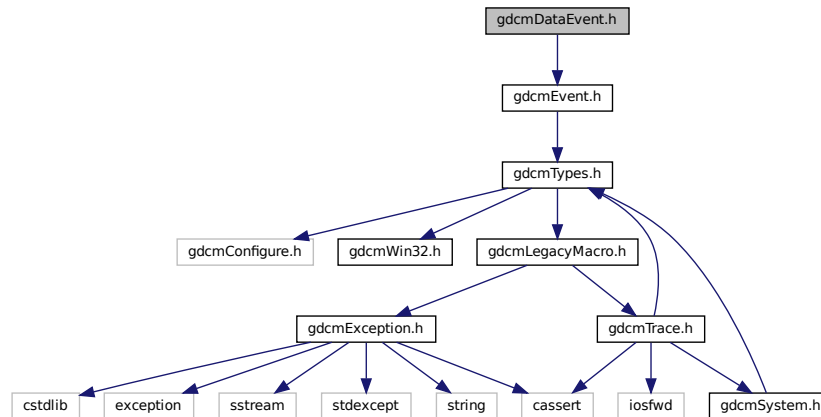 gdcmDataEvent.h
gdcmEvent.h
gdcmTypes.h
gdcmConfigure.h
gdcmWin32.h
gdcmLegacyMacro.h
gdcmException.h
gdcmTrace.h
cstdlib
exception
sstream
stdexcept
string
cassert
iosfwd
gdcmSystem.h